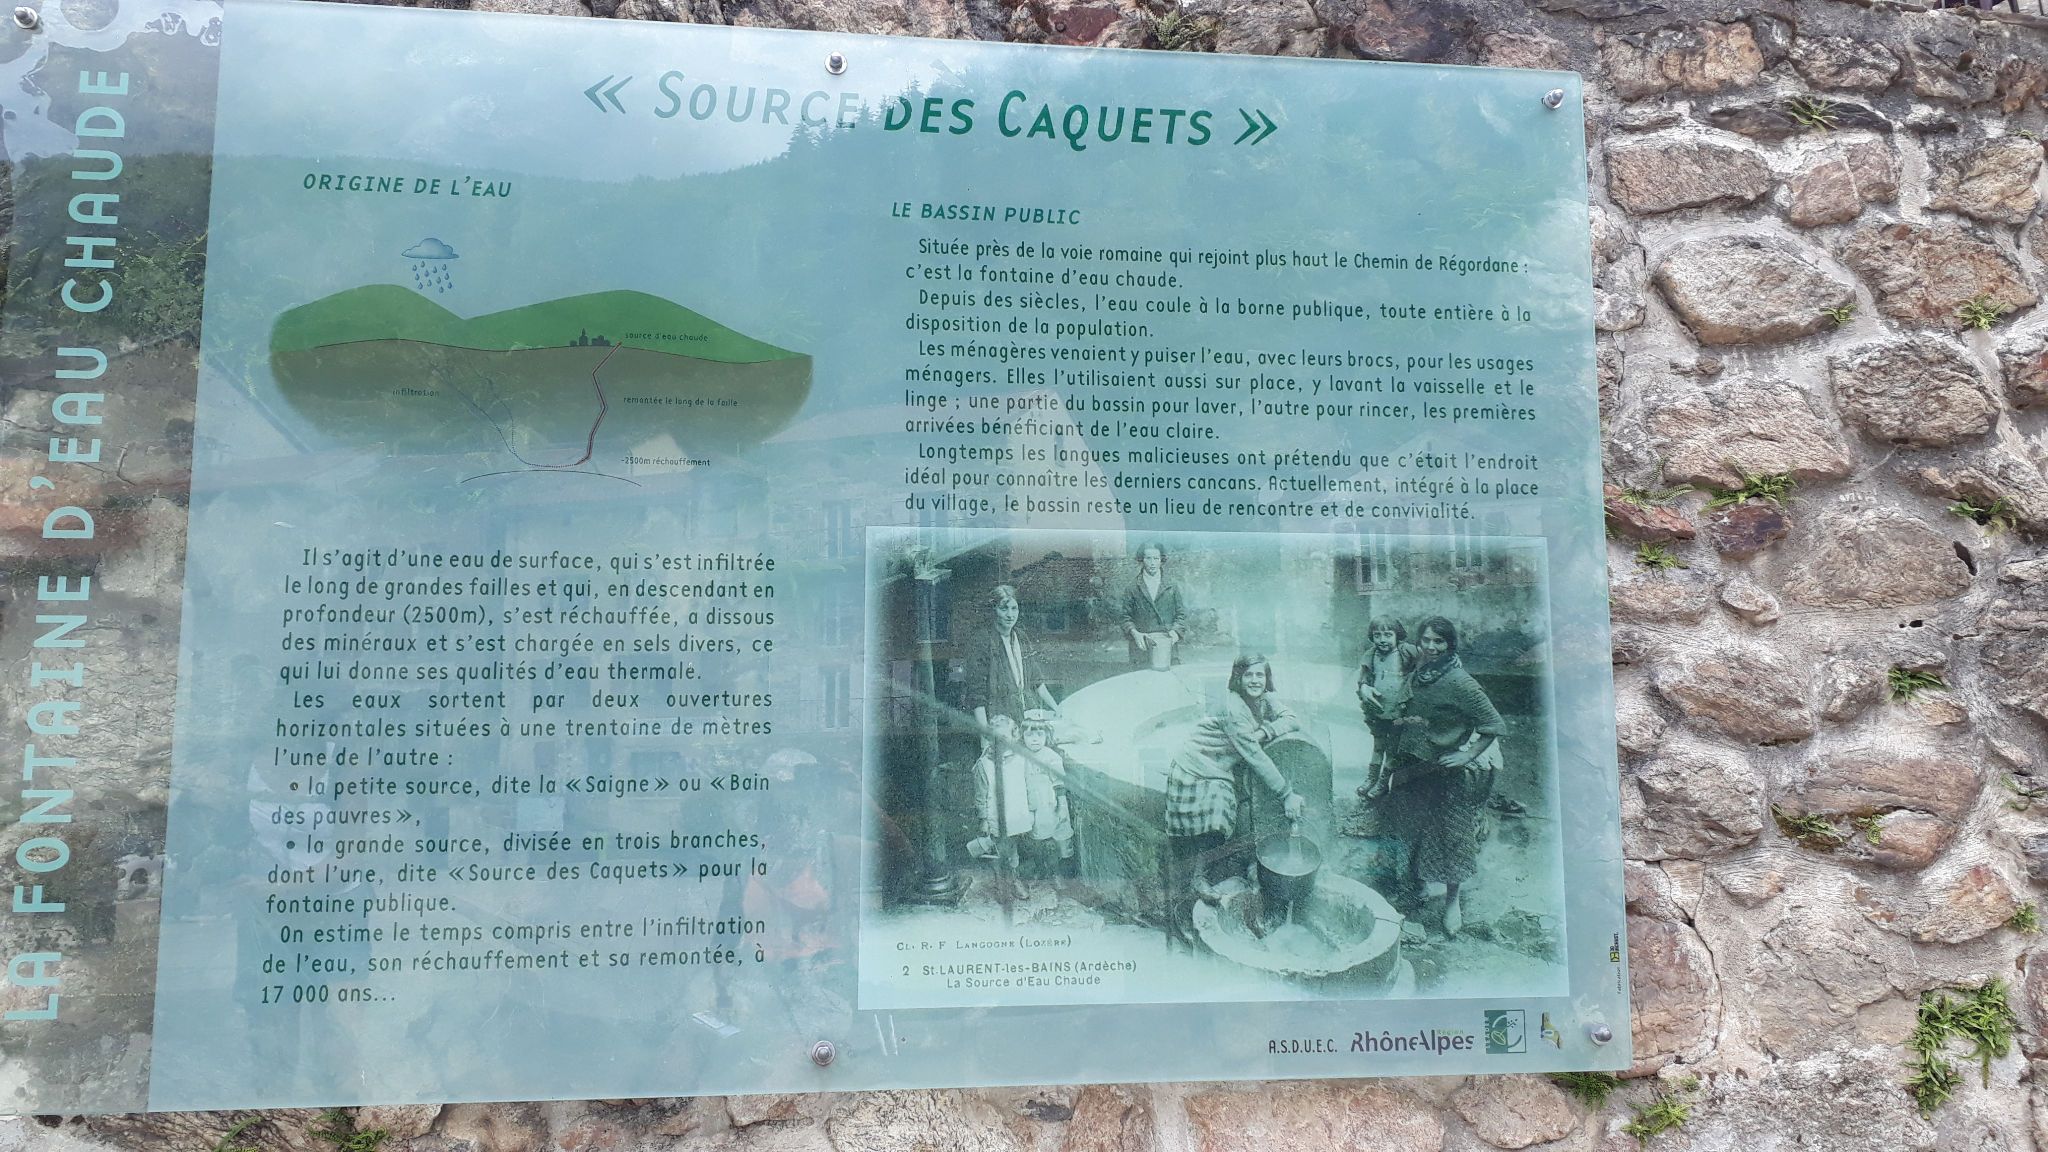 LA FONTAINE D'EAU CHAUDE
« SOURCE DES CAQUETS »
ORIGINE DE L'EAU
source d'eau chaude
infiltration
remontée le long de la faille
-2500m réchauffement
Il s'agit d'une eau de surface, qui s'est infiltrée
le long de grandes failles et qui, en descendant en
profondeur (2500m), s'est réchauffée, a dissous
des minéraux et s'est chargée en sels divers, ce
qui lui donne ses qualités d'eau thermale.
Les eaux sortent par deux ouvertures
horizontales situées à une trentaine de mètres
l'une de l'autre :
• la petite source, dite la « Saigne » ou « Bain
des pauvres »,
• la grande source, divisée en trois branches,
dont l'une, dite « Source des Caquets » pour la
fontaine publique.
On estime le temps compris entre l'infiltration
de l'eau, son réchauffement et sa remontée, à
17 000 ans...
LE BASSIN PUBLIC
Située près de la voie romaine qui rejoint plus haut le Chemin de Régordane :
c'est la fontaine d'eau chaude.
Depuis des siècles, l'eau coule à la borne publique, toute entière à la
disposition de la population.
Les ménagères venaient y puiser l'eau, avec leurs brocs, pour les usages
ménagers. Elles l'utilisaient aussi sur place, y lavant la vaisselle et le
linge ; une partie du bassin pour laver, l'autre pour rincer, les premières
arrivées bénéficiant de l'eau claire.
Longtemps les langues malicieuses ont prétendu que c'était l'endroit
idéal pour connaître les derniers cancans. Actuellement, intégré à la place
du village, le bassin reste un lieu de rencontre et de convivialité.
CL. R. F LANGOGNE (LOZÈRE)
2 St.LAURENT-les-BAINS (Ardèche)
La Source d'Eau Chaude
A.S.D.U.E.C. RhôneAlpes Région
Fabrication